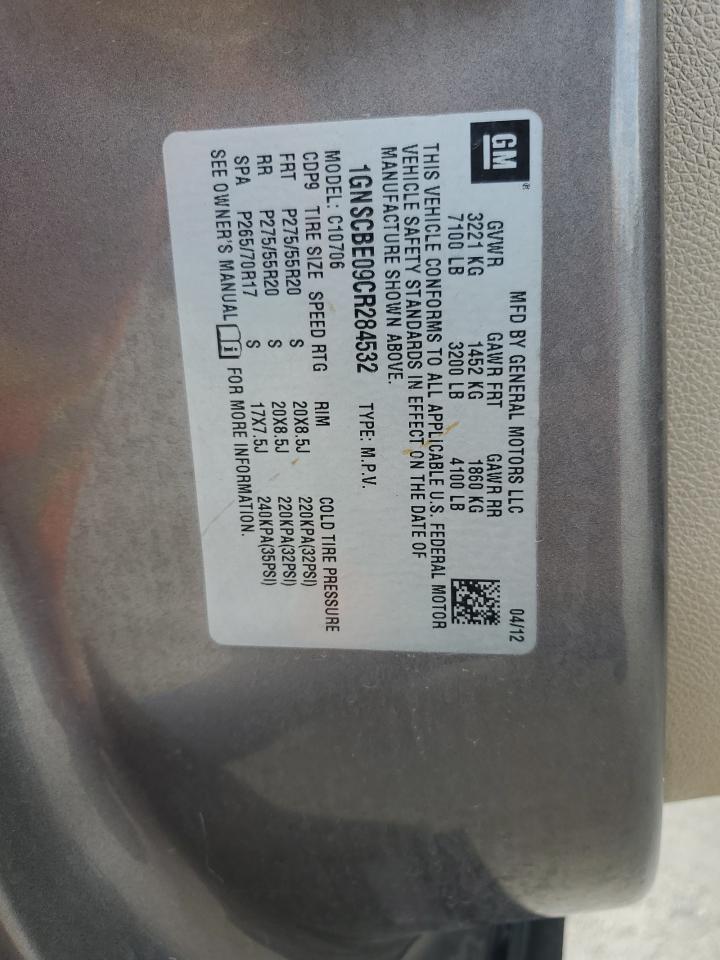 GM
MFD BY GENERAL MOTORS LLC 04/12
GVWR GAWR FRT GAWR RR
3221 KG 1452 KG 1860 KG
7100 LB 3200 LB 4100 LB
THIS VEHICLE CONFORMS TO ALL APPLICABLE U.S. FEDERAL MOTOR
VEHICLE SAFETY STANDARDS IN EFFECT ON THE DATE OF
MANUFACTURE SHOWN ABOVE.
1GNSCBE09CR284532 TYPE: M.P.V.
MODEL: C10706
CDP9 TIRE SIZE SPEED RTG RIM COLD TIRE PRESSURE
FRT P275/55R20 S 20X8.5J 220KPA(32PSI)
RR P275/55R20 S 20X8.5J 220KPA(32PSI)
SPA P265/70R17 S 17X7.5J 240KPA(35PSI)
SEE OWNER'S MANUAL i FOR MORE INFORMATION.